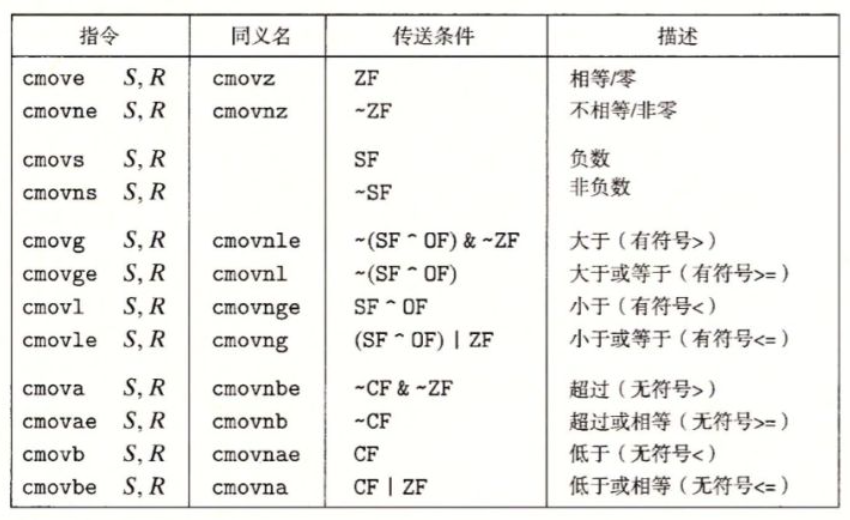 指令 同义名 传送条件 描述
cmove S, R cmovz ZF 相等/零
cmovne S, R cmovnz ~ZF 不相等/非零
cmovs S, R SF 负数
cmovns S, R ~SF 非负数
cmovg S, R cmovnle ~(SF ^ OF) & ~ZF 大于（有符号>）
cmovge S, R cmovnl ~(SF ^ OF) 大于或等于（有符号>=）
cmovl S, R cmovnge SF ^ OF 小于（有符号<）
cmovle S, R cmovng (SF ^ OF) | ZF 小于或等于（有符号<=）
cmova S, R cmovnbe ~CF & ~ZF 超过（无符号>）
cmovae S, R cmovnb ~CF 超过或相等（无符号>=）
cmovb S, R cmovnae CF 低于（无符号<）
cmovbe S, R cmovna CF | ZF 低于或相等（无符号<=）